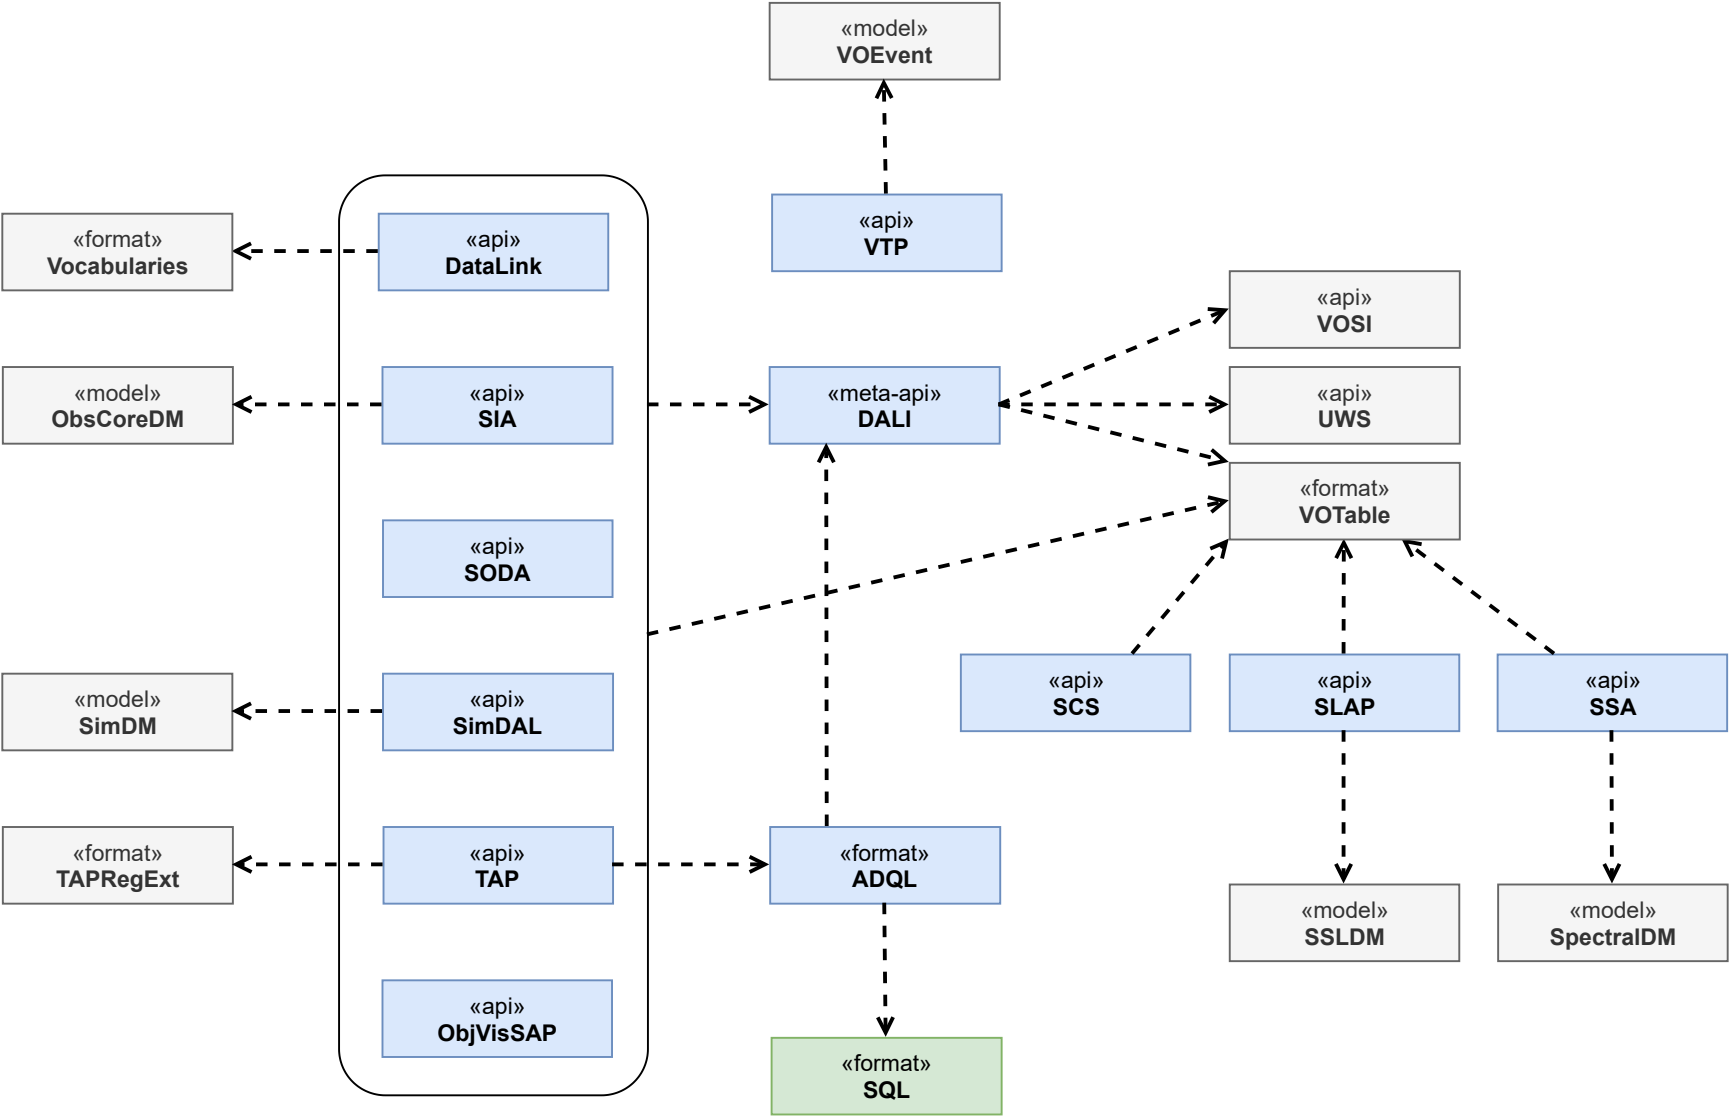 «model»
VOEvent
«api»
VTP
«format»
Vocabularies
«api»
DataLink
«api»
VOSI
«model»
ObsCoreDM
«api»
SIA
«meta-api»
DALI
«api»
UWS
«format»
VOTable
«api»
SODA
«model»
SimDM
«api»
SimDAL
«api»
SCS
«api»
SLAP
«api»
SSA
«format»
TAPRegExt
«api»
TAP
«format»
ADQL
«model»
SSLDM
«model»
SpectralDM
«api»
ObjVisSAP
«format»
SQL